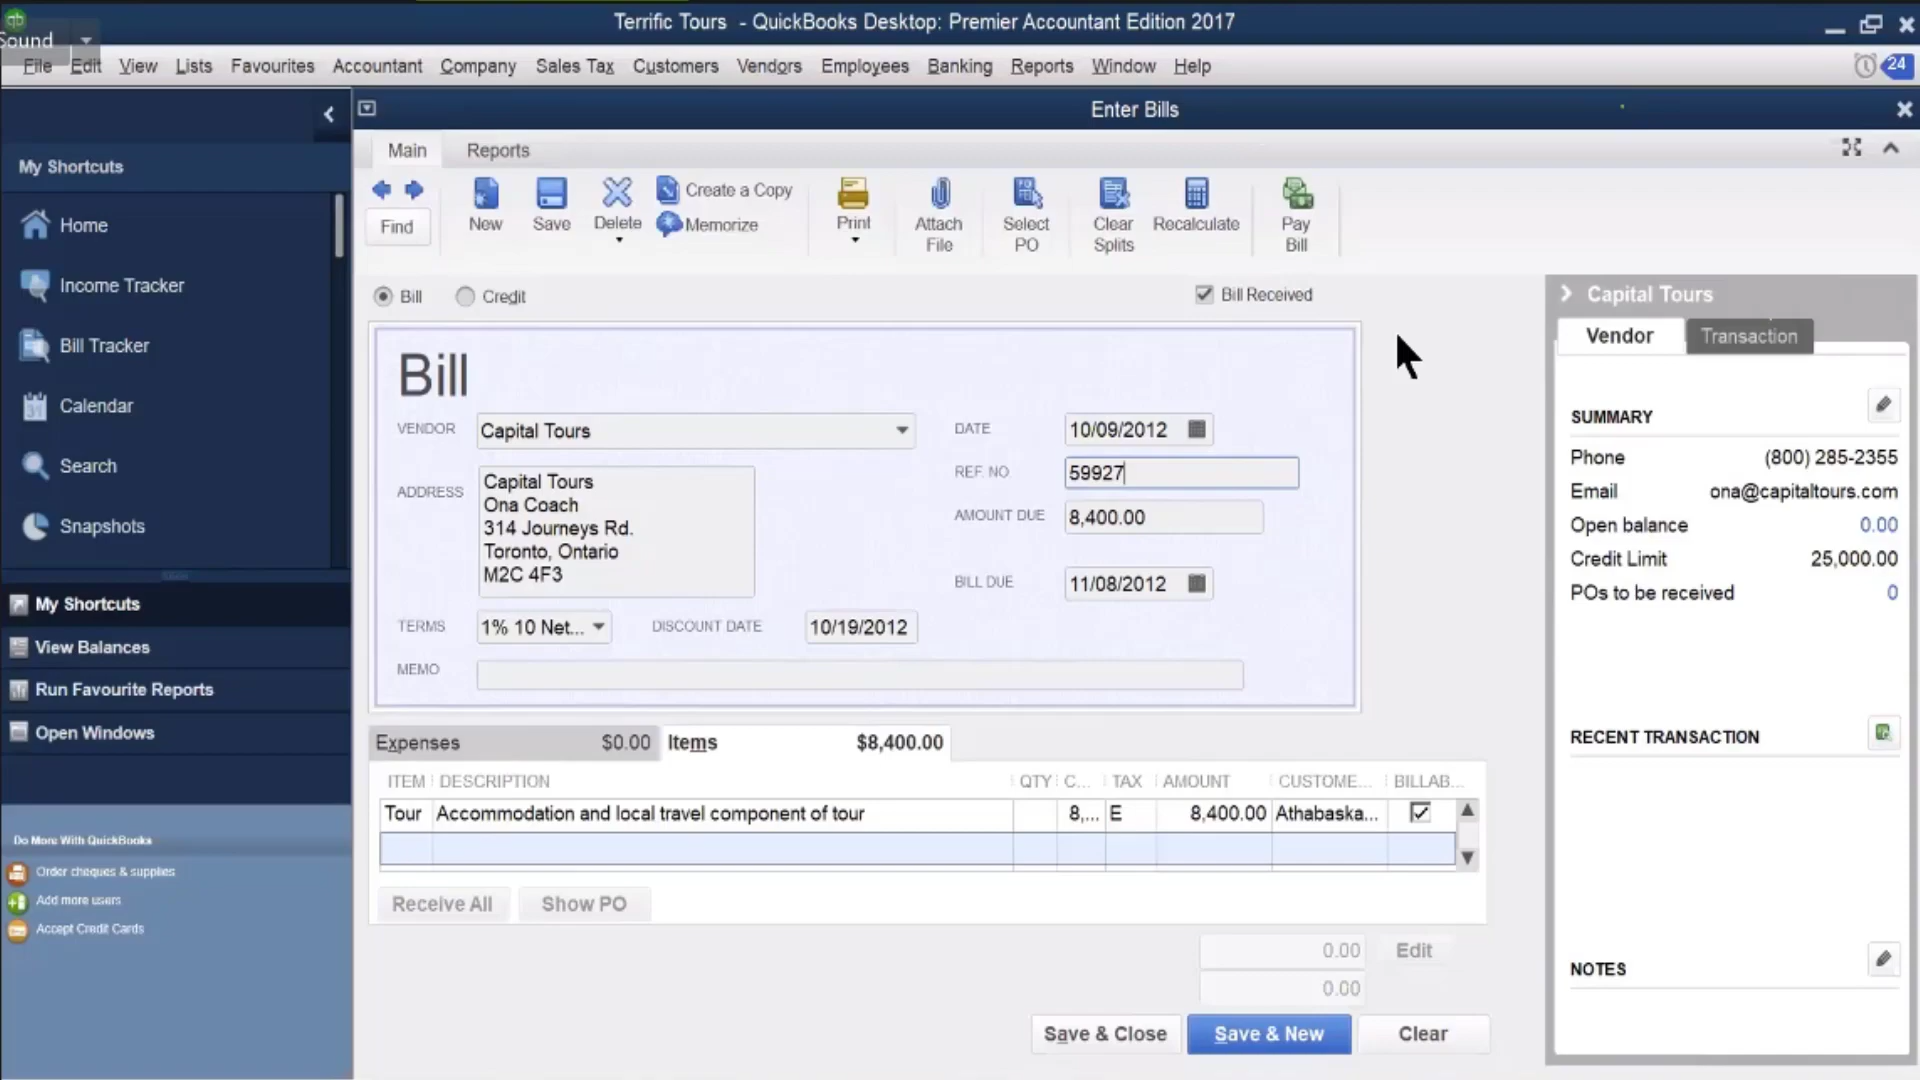 Terrific Tours - QuickBooks Desktop: Premier Accountant Edition 2017
qb
Sound
File Edit View Lists Favourites Accountant Company Sales Tax Customers Vendors Employees Banking Reports Window Help
24
Enter Bills
My Shortcuts
Home
Income Tracker
Bill Tracker
Calendar
Search
Snapshots
My Shortcuts
View Balances
Run Favourite Reports
Open Windows
Do More With QuickBooks
Order cheques & supplies
Add more users
Accept Credit Cards
Main Reports
Find
New
Save
Delete
Create a Copy
Memorize
Print
Attach File
Select PO
Clear Splits
Recalculate
Pay Bill
Bill Credit
Bill Received
Bill
VENDOR Capital Tours
ADDRESS
Capital Tours
Ona Coach
314 Journeys Rd.
Toronto, Ontario
M2C 4F3
DATE 10/09/2012
REF. NO 59927
AMOUNT DUE 8,400.00
BILL DUE 11/08/2012
TERMS 1% 10 Net... DISCOUNT DATE 10/19/2012
MEMO
Expenses $0.00 Items $8,400.00
ITEM DESCRIPTION QTY C... TAX AMOUNT CUSTOME... BILLAB...
Tour Accommodation and local travel component of tour 8,... E 8,400.00 Athabaska...
Receive All Show PO
0.00 Edit
0.00
Save & Close Save & New Clear
Capital Tours
Vendor Transaction
SUMMARY
Phone (800) 285-2355
Email ona@capitaltours.com
Open balance 0.00
Credit Limit 25,000.00
POs to be received 0
RECENT TRANSACTION
NOTES